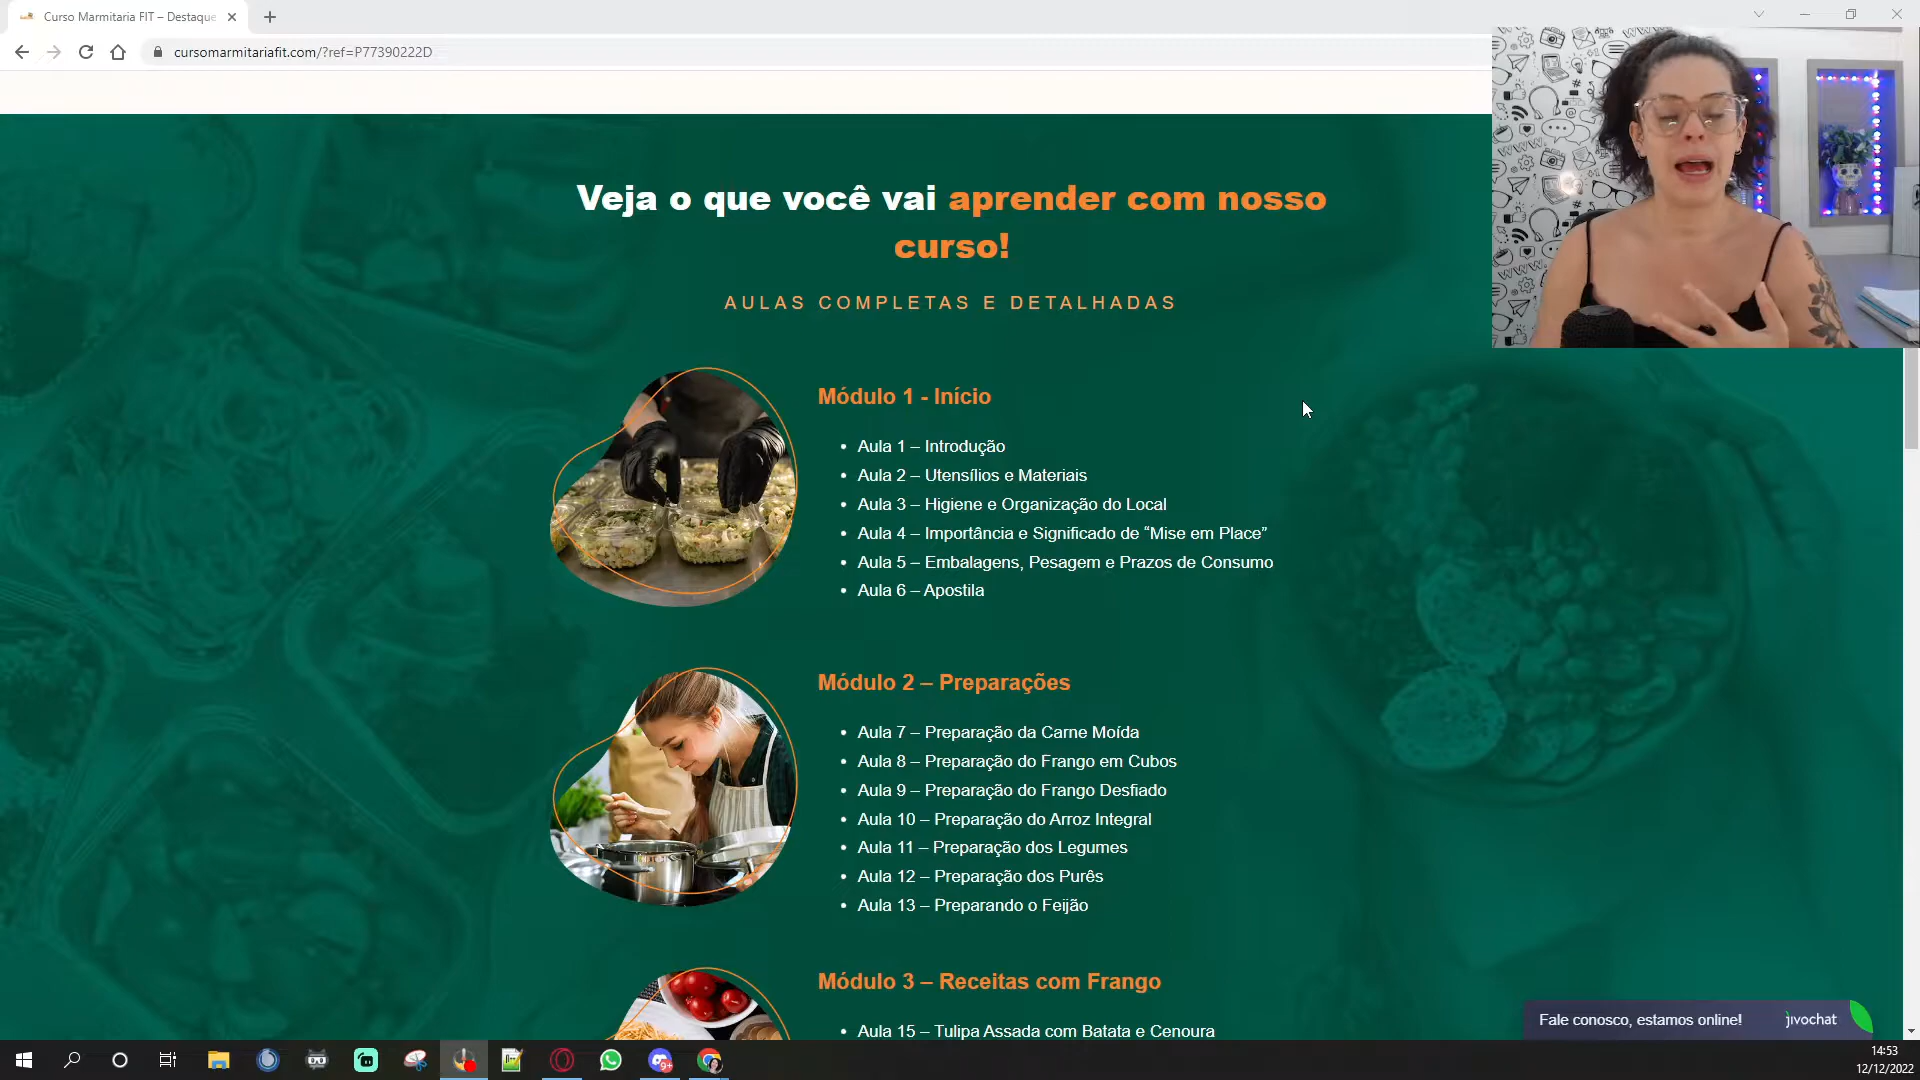 Curso Marmitaria FIT – Destaque
cursomarmitariafit.com/?ref=P77390222D
Veja o que você vai aprender com nosso
curso!
AULAS COMPLETAS E DETALHADAS
Módulo 1 - Início
Aula 1 – Introdução
Aula 2 – Utensílios e Materiais
Aula 3 – Higiene e Organização do Local
Aula 4 – Importância e Significado de “Mise em Place”
Aula 5 – Embalagens, Pesagem e Prazos de Consumo
Aula 6 – Apostila
Módulo 2 – Preparações
Aula 7 – Preparação da Carne Moída
Aula 8 – Preparação do Frango em Cubos
Aula 9 – Preparação do Frango Desfiado
Aula 10 – Preparação do Arroz Integral
Aula 11 – Preparação dos Legumes
Aula 12 – Preparação dos Purês
Aula 13 – Preparando o Feijão
Módulo 3 – Receitas com Frango
Aula 15 – Tulipa Assada com Batata e Cenoura
Fale conosco, estamos online! jivochat
9+
14:53
12/12/2022